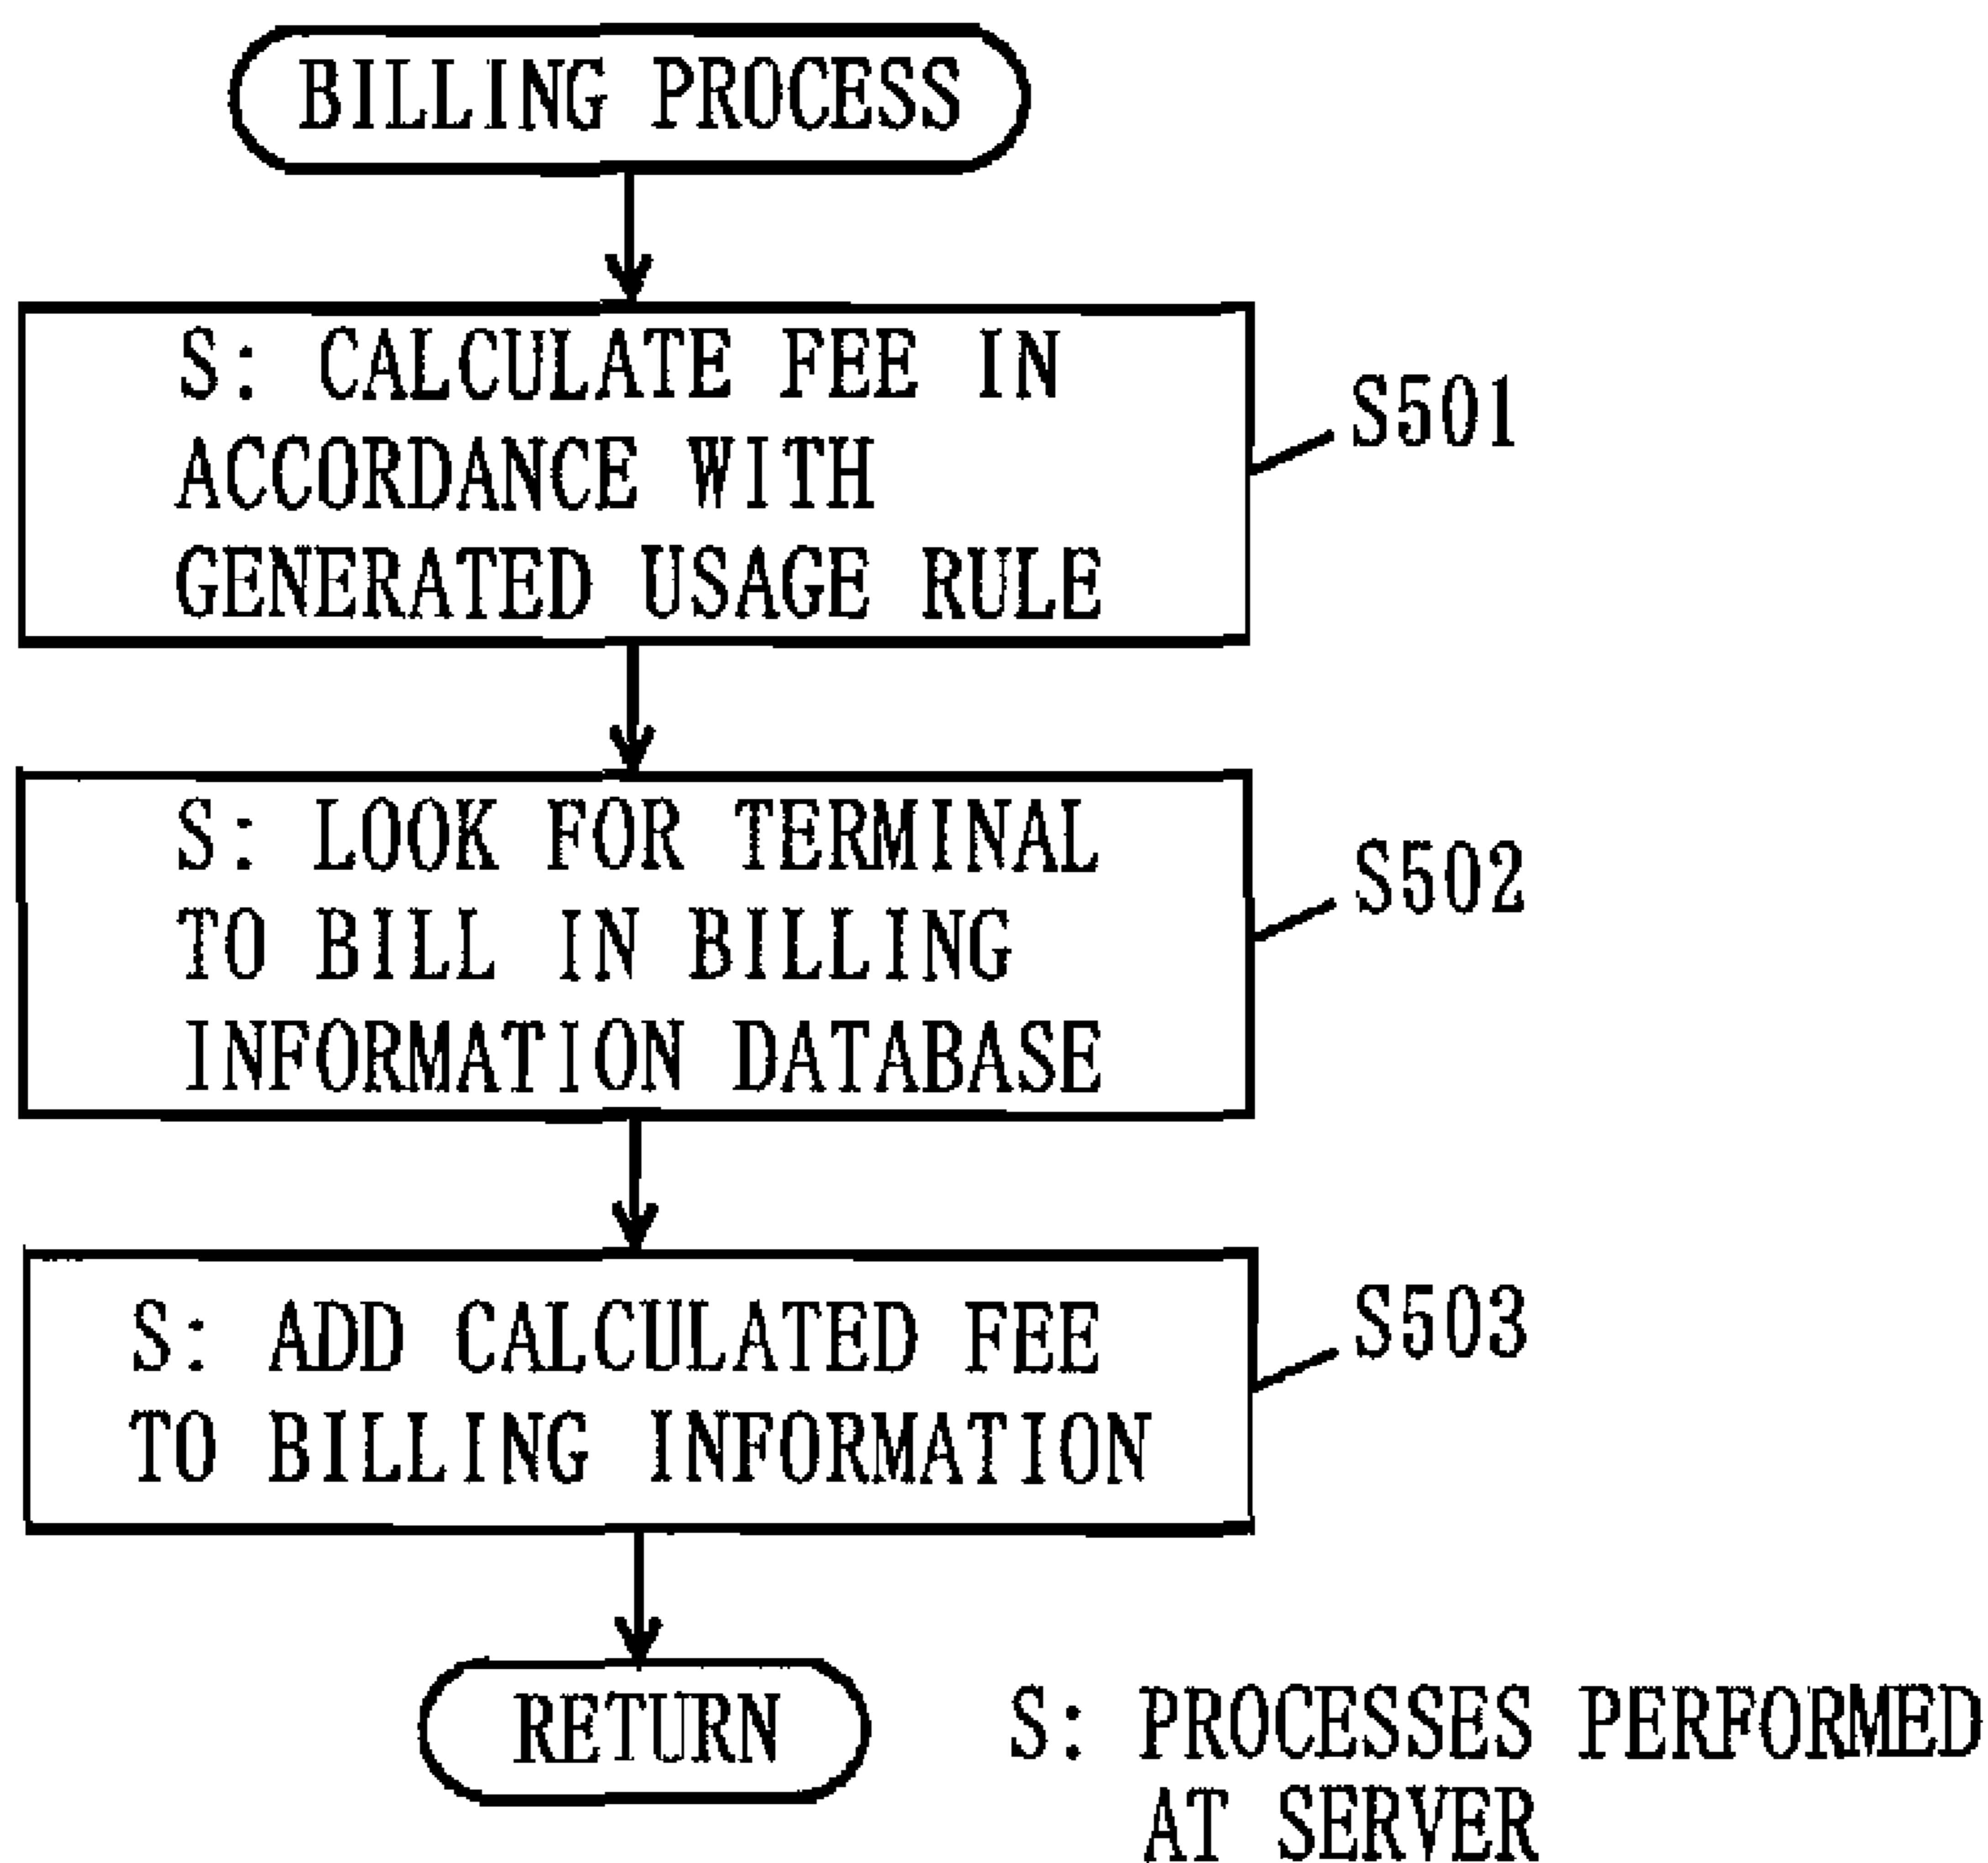 BILLING PROCESS
S: CALCULATE FEE IN
ACCORDANCE WITH
GENERATED USAGE RULE
S501
S: LOOK FOR TERMINAL
TO BILL IN BILLING
INFORMATION DATABASE
S502
S: ADD CALCULATED FEE
TO BILLING INFORMATION
S503
RETURN
S: PROCESSES PERFORMED
AT SERVER